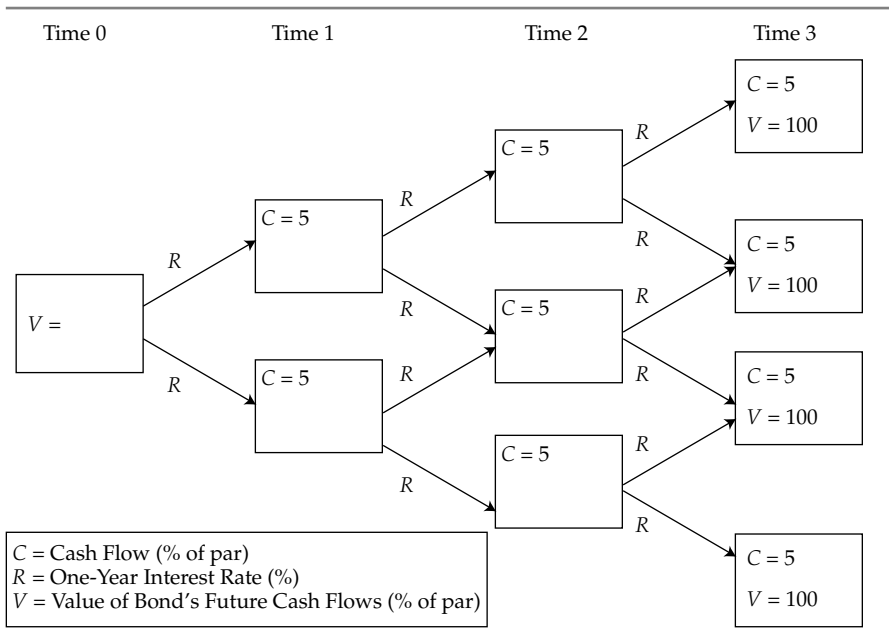 Time 0 Time 1 Time 2 Time 3
C = 5
V = 100
R
C = 5
R
C = 5
R
R
C = 5
V = 100
R
R
C = 5
V =
R
R
C = 5
R
R
C = 5
V = 100
R
C = 5
R
R
C = 5
V = 100
C = Cash Flow (% of par)
R = One-Year Interest Rate (%)
V = Value of Bond's Future Cash Flows (% of par)